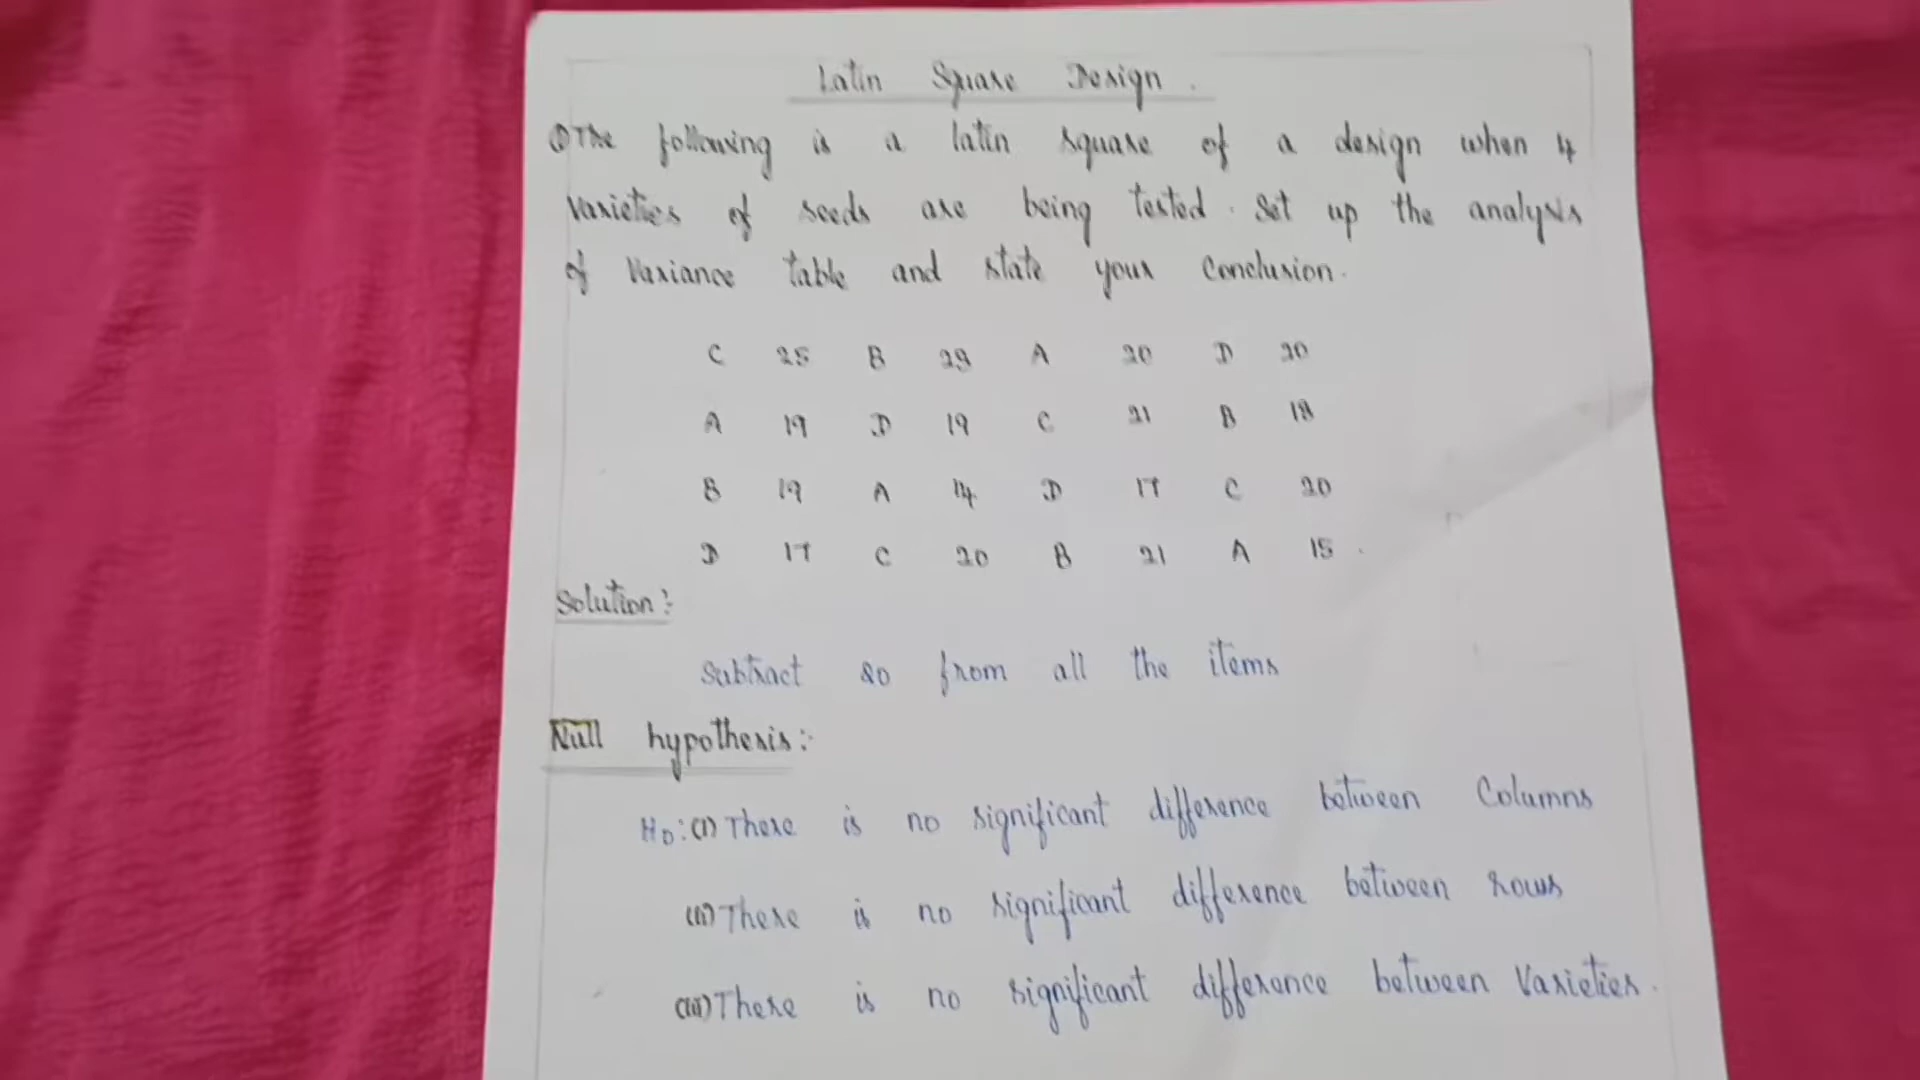 Latin Square Design.
① The following is a latin square of a design when 4
varieties of seeds are being tested. Set up the analysis
of variance table and state your conclusion.
C 25 B 23 A 20 D 20
A 19 D 19 C 21 B 18
B 19 A 14 D 17 C 20
D 17 C 20 B 21 A 15.
Solution:-
Subtract 20 from all the items
Null hypothesis:-
H0: (i) There is no significant difference between Columns
(ii) There is no significant difference between rows
(iii) There is no significant difference between Varieties.